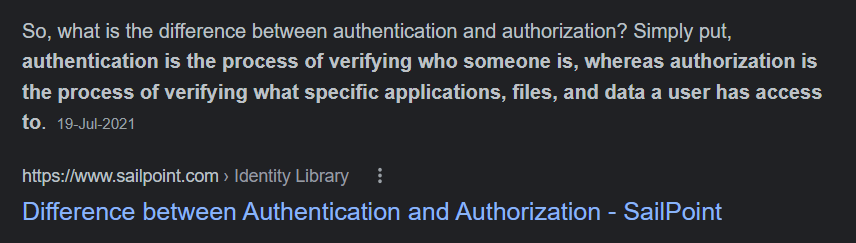 So, what is the difference between authentication and authorization? Simply put,
authentication is the process of verifying who someone is, whereas authorization is
the process of verifying what specific applications, files, and data a user has access
to. 19-Jul-2021
https://www.sailpoint.com › Identity Library
Difference between Authentication and Authorization - SailPoint